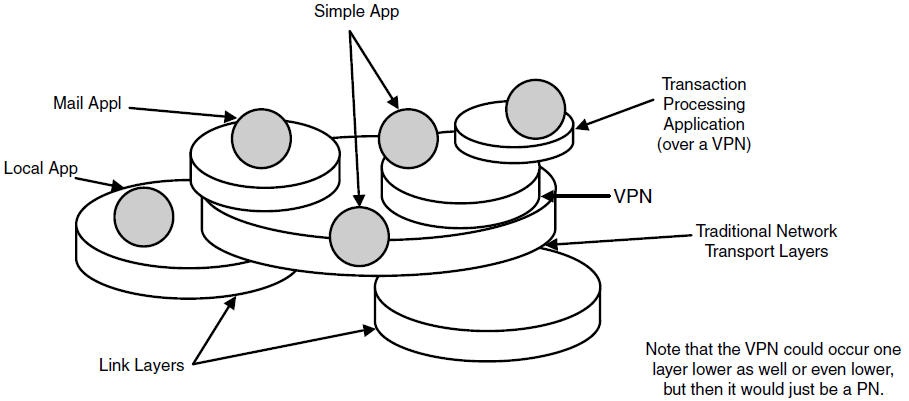 Simple App
Mail Appl
Transaction
Processing
Application
(over a VPN)
Local App
VPN
Traditional Network
Transport Layers
Link Layers
Note that the VPN could occur one
layer lower as well or even lower,
but then it would just be a PN.